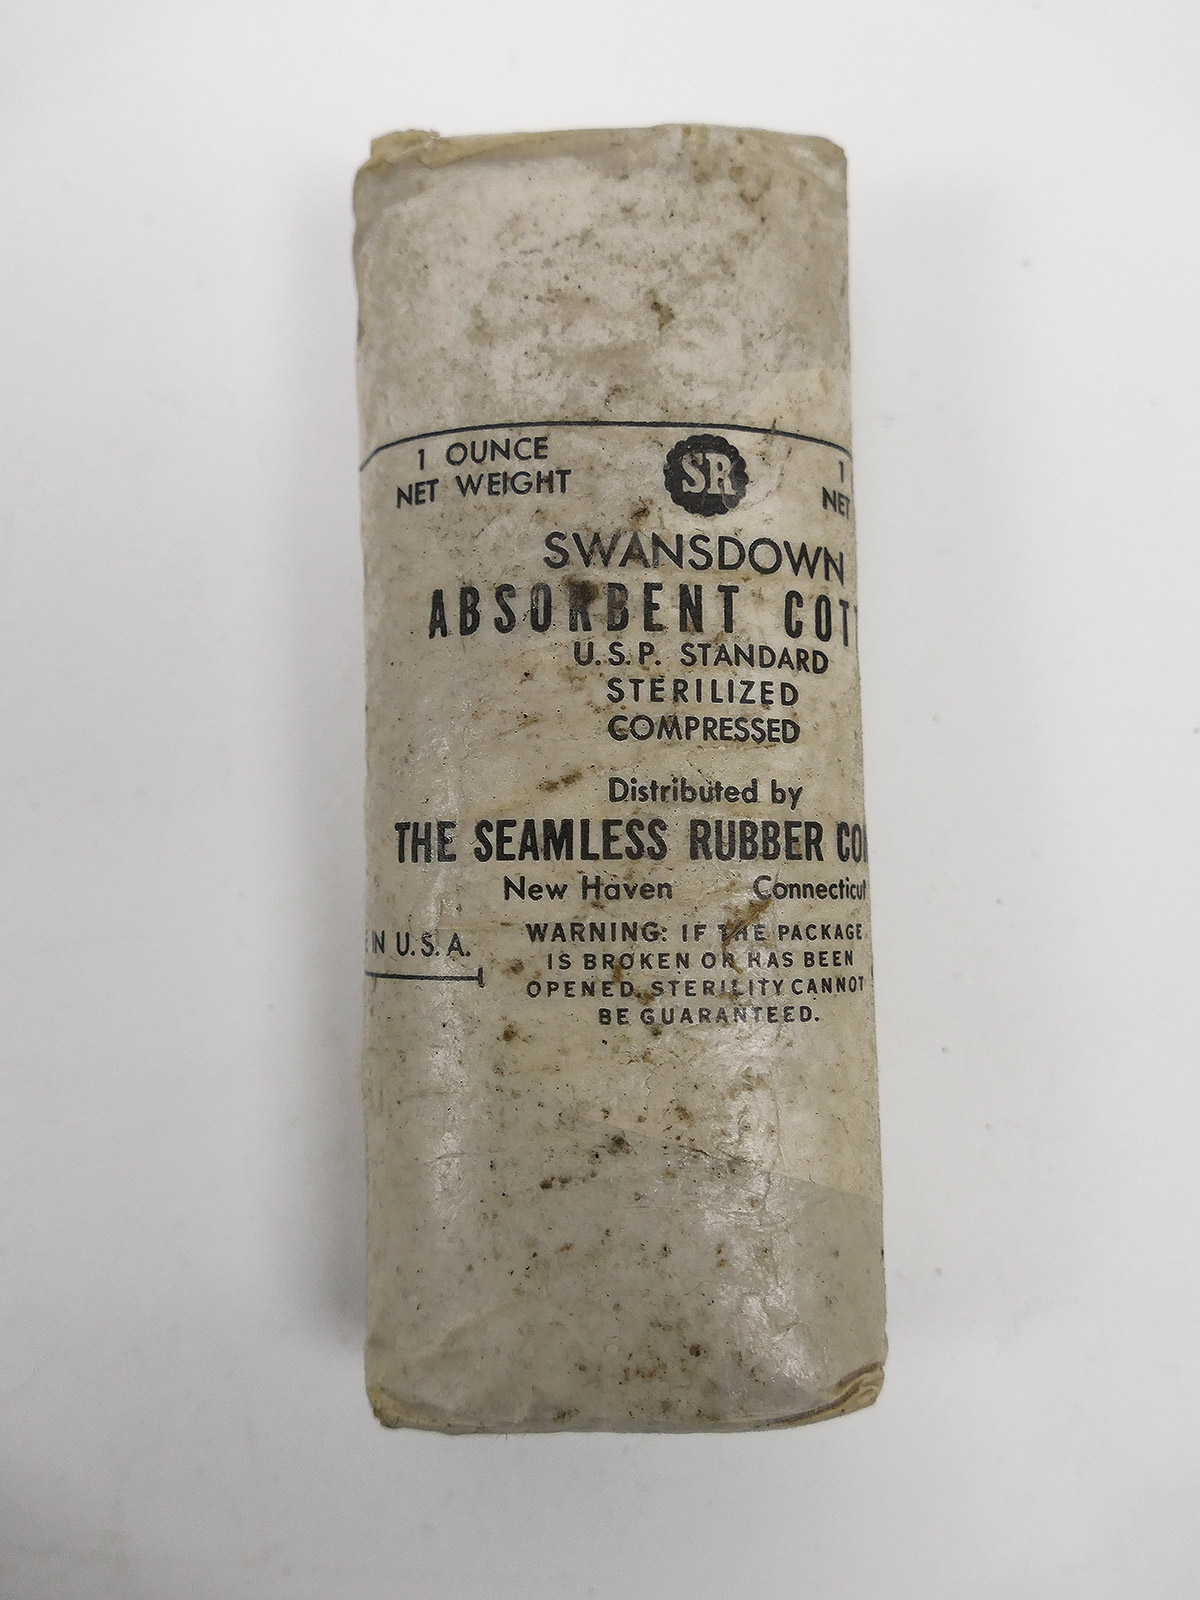 1 OUNCE
NET WEIGHT
SR
1
NET
SWANSDOWN
ABSORBENT COTT
U.S.P. STANDARD
STERILIZED
COMPRESSED
Distributed by
THE SEAMLESS RUBBER CO
New Haven Connecticut
IN U.S.A.
WARNING: IF THE PACKAGE
IS BROKEN OR HAS BEEN
OPENED, STERILITY CANNOT
BE GUARANTEED.